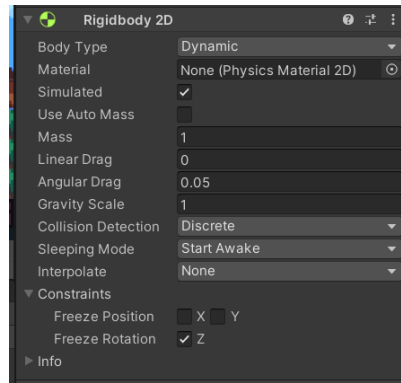 Rigidbody 2D
Body Type Dynamic
Material None (Physics Material 2D)
Simulated
Use Auto Mass
Mass 1
Linear Drag 0
Angular Drag 0.05
Gravity Scale 1
Collision Detection Discrete
Sleeping Mode Start Awake
Interpolate None
Constraints
Freeze Position X Y
Freeze Rotation Z
Info